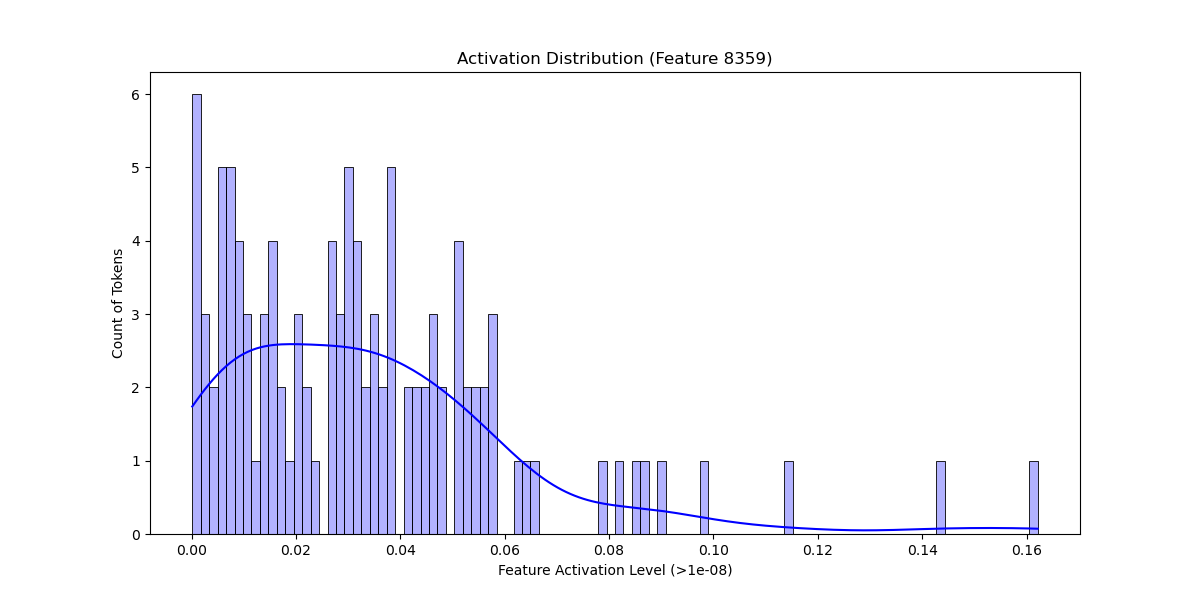 Activation Distribution (Feature 8359)
6
5
4
3
2
1
0
Count of Tokens
0.00 0.02 0.04 0.06 0.08 0.10 0.12 0.14 0.16
Feature Activation Level (>1e-08)